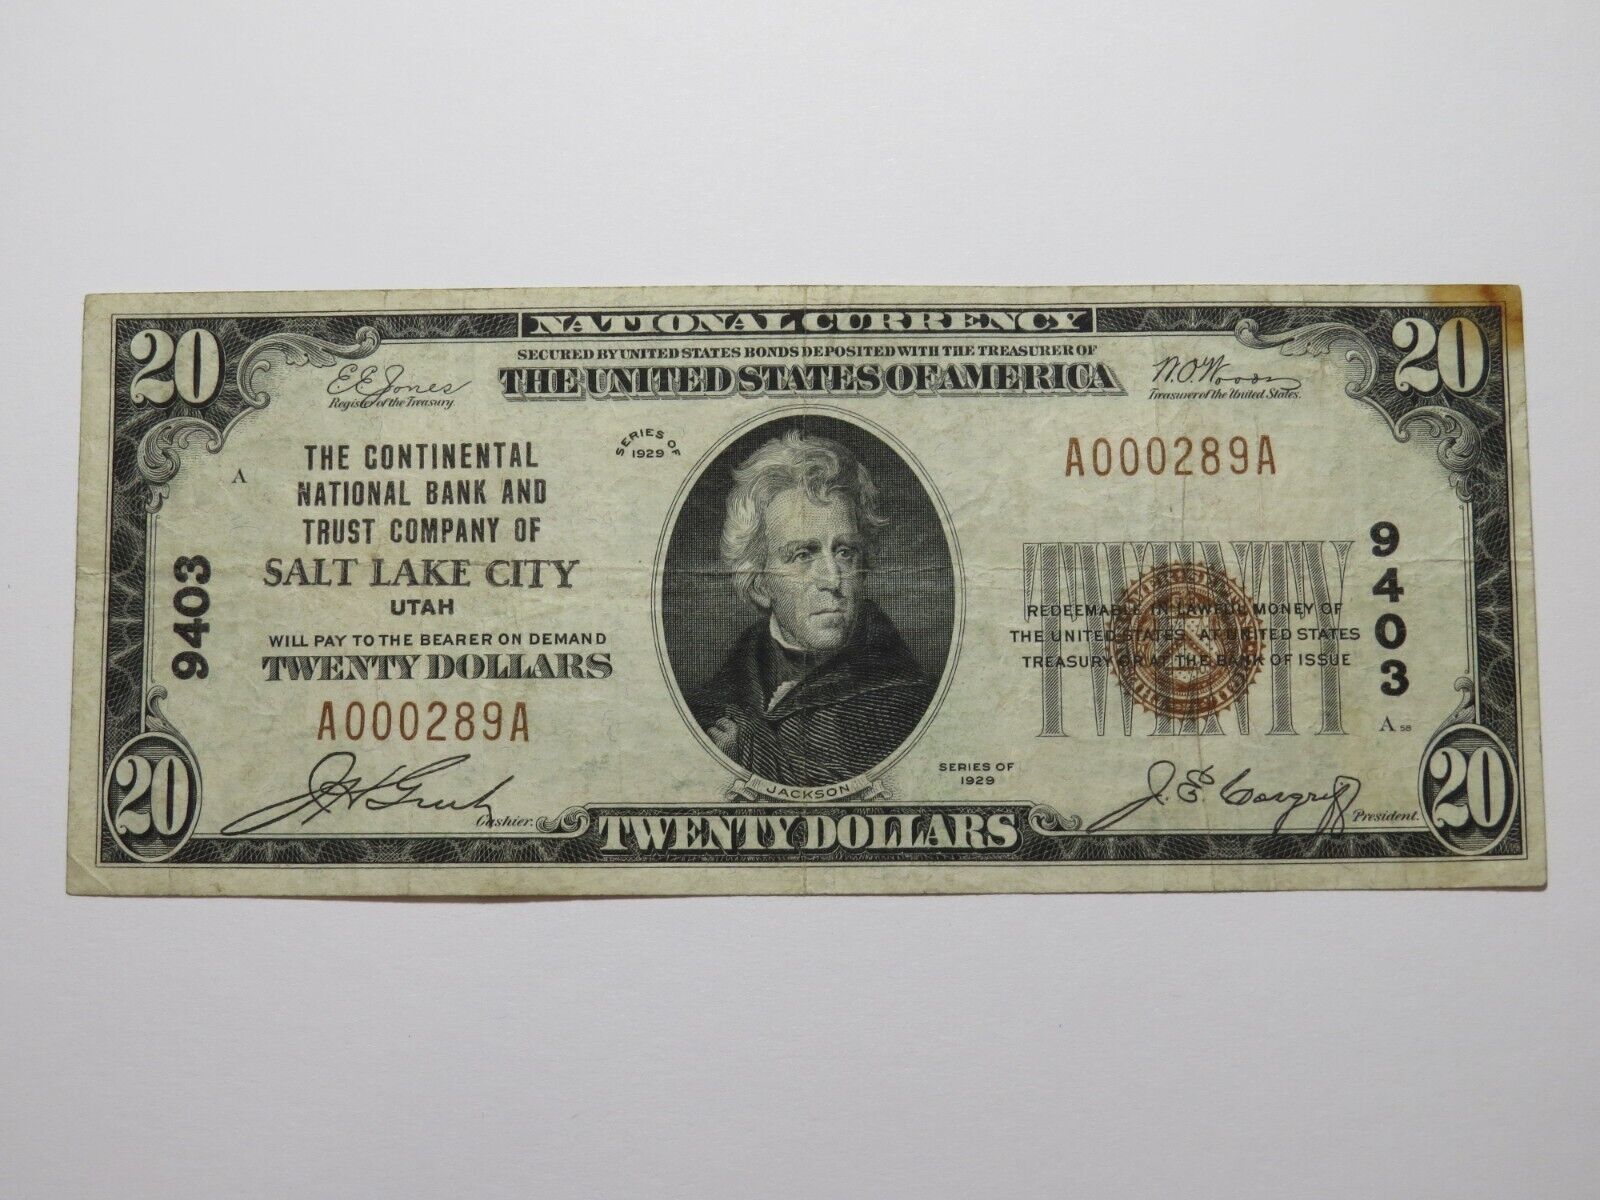 NATIONAL CURRENCY
SECURED BY UNITED STATES BONDS DEPOSITED WITH THE TREASURER OF
THE UNITED STATES OF AMERICA
20
20
E E Jones
Register of the Treasury.
W.O. Woods
Treasurer of the United States.
SERIES OF
1929
A
THE CONTINENTAL
NATIONAL BANK AND
TRUST COMPANY OF
SALT LAKE CITY
UTAH
WILL PAY TO THE BEARER ON DEMAND
TWENTY DOLLARS
A000289A
A000289A
9403
9403
TWENTY
REDEEMABLE IN LAWFUL MONEY OF
THE UNITED STATES AT UNITED STATES
TREASURY OR AT THE BANK OF ISSUE
A 58
JACKSON
SERIES OF
1929
Cashier.
J. E. Cosgriff
President.
20
TWENTY DOLLARS
20